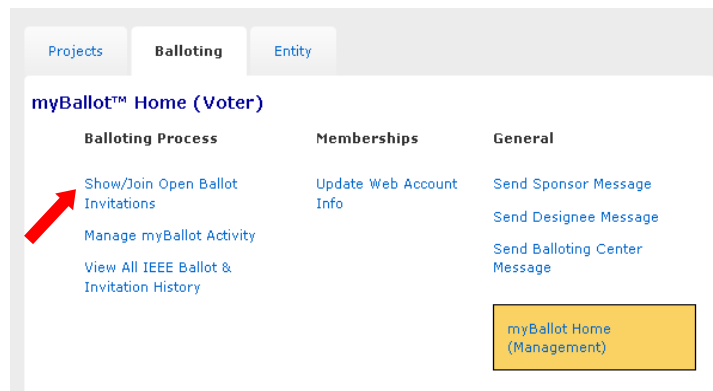 Projects Balloting Entity
myBallot™ Home (Voter)
Balloting Process
Show/Join Open Ballot
Invitations
Manage myBallot Activity
View All IEEE Ballot &
Invitation History
Memberships
Update Web Account
Info
General
Send Sponsor Message
Send Designee Message
Send Balloting Center
Message
myBallot Home
(Management)